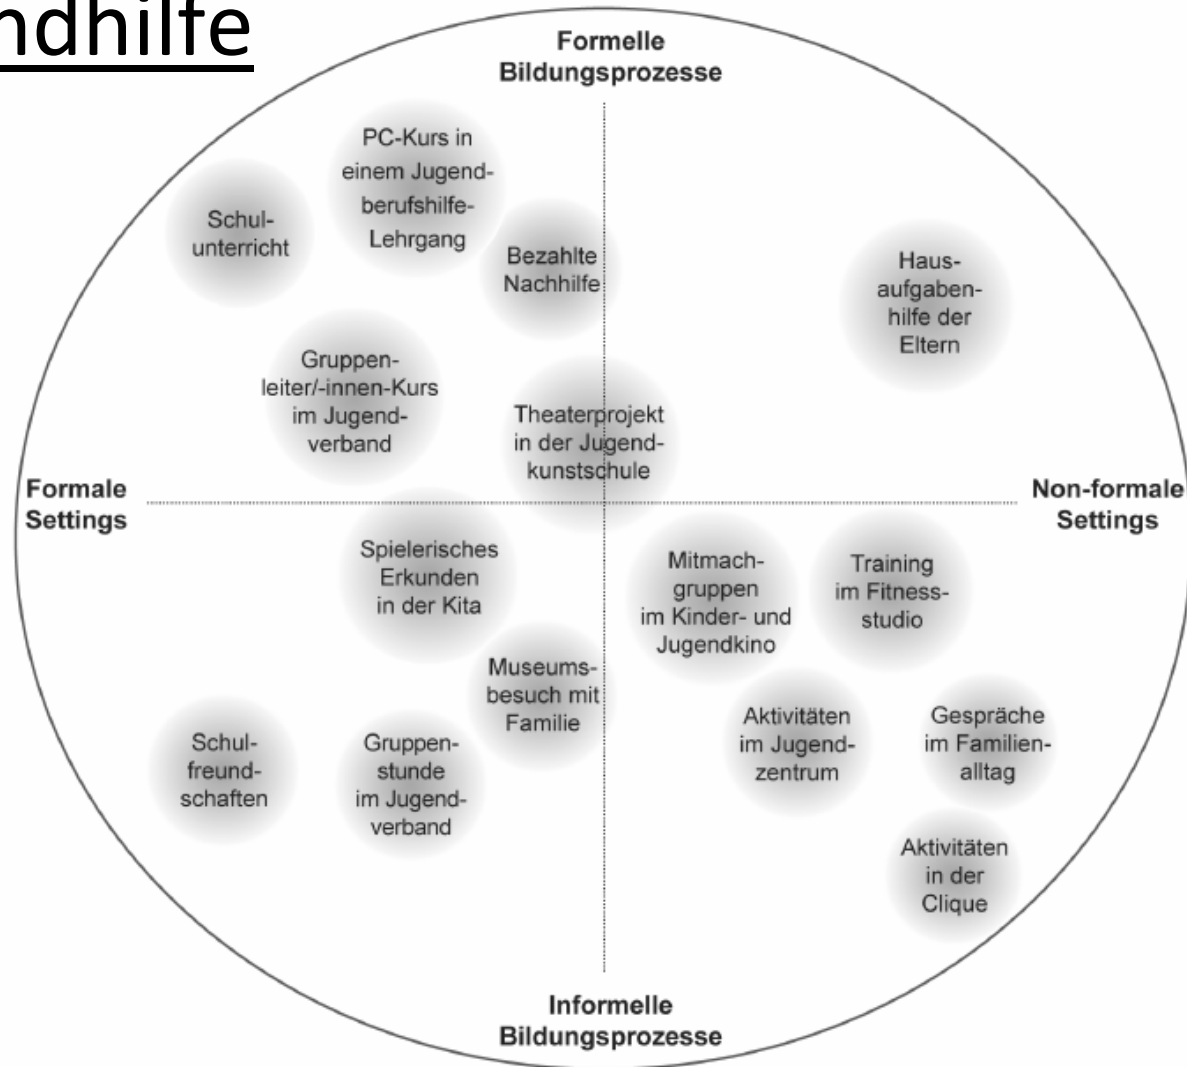 ndhilfe
Formelle
Bildungsprozesse
PC-Kurs in
einem Jugend-
berufshilfe-
Lehrgang
Schul-
unterricht
Bezahlte
Nachhilfe
Haus-
aufgaben-
hilfe der
Eltern
Gruppen-
leiter/-innen-Kurs
im Jugend-
verband
Theaterprojekt
in der Jugend-
kunstschule
Formale
Settings
Non-formale
Settings
Spielerisches
Erkunden
in der Kita
Mitmach-
gruppen
im Kinder- und
Jugendkino
Training
im Fitness-
studio
Museums-
besuch mit
Familie
Schul-
freund-
schaften
Gruppen-
stunde
im Jugend-
verband
Aktivitäten
im Jugend-
zentrum
Gespräche
im Familien-
alltag
Aktivitäten
in der
Clique
Informelle
Bildungsprozesse